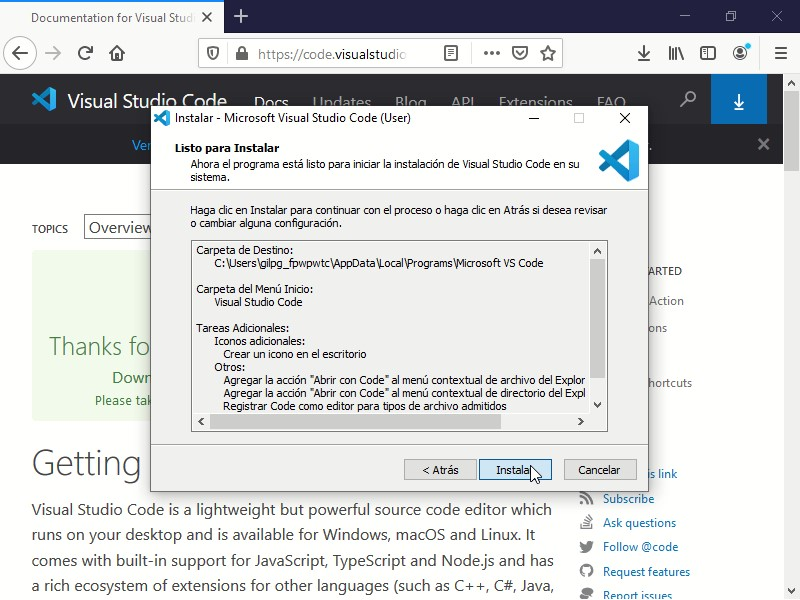 Documentation for Visual Stud
https://code.visualstudio
Visual Studio Code
Docs
Updates
Blog
API
Extensions
FAQ
Instalar - Microsoft Visual Studio Code (User)
Listo para Instalar
Ahora el programa está listo para iniciar la instalación de Visual Studio Code en su
sistema.
Haga clic en Instalar para continuar con el proceso o haga clic en Atrás si desea revisar
o cambiar alguna configuración.
Carpeta de Destino:
C:\Users\gilpg_fpwpwtc\AppData\Local\Programs\Microsoft VS Code
Carpeta del Menú Inicio:
Visual Studio Code
Tareas Adicionales:
Iconos adicionales:
Crear un icono en el escritorio
Otros:
Agregar la acción "Abrir con Code" al menú contextual de archivo del Explor
Agregar la acción "Abrir con Code" al menú contextual de directorio del Expl
Registrar Code como editor para tipos de archivo admitidos
< Atrás
Instalar
Cancelar
Ver
TOPICS
Overview
Thanks fo
Down
Please tak
Getting
Visual Studio Code is a lightweight but powerful source code editor which
runs on your desktop and is available for Windows, macOS and Linux. It
comes with built-in support for JavaScript, TypeScript and Node.js and has
a rich ecosystem of extensions for other languages (such as C++, C#, Java,
ARTED
Action
ons
hortcuts
is link
Subscribe
Ask questions
Follow @code
Request features
Report issues